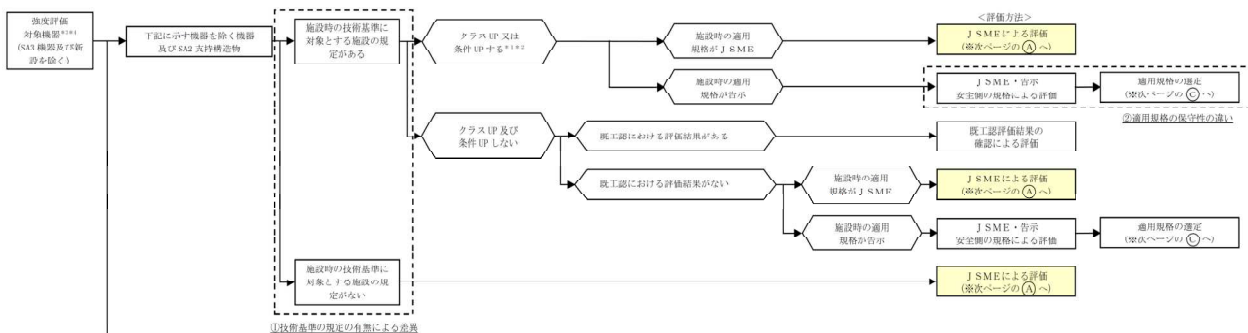 強度評価
対象機器※3※4
(SA3機器及び新
設を除く)
下記に示す機器を除く機器
及びSA2支持構造物
施設時の技術基準に
対象とする施設の規
定がある
クラスUP又は
条件UPする※1※2
施設時の適用
規格がJSME
<評価方法>
JSMEによる評価
(※次ページのⒶへ)
施設時の適用
規格が告示
JSME・告示
安全側の規格による評価
適用規格の選定
(※次ページのⒸへ)
②適用規格の保守性の違い
クラスUP及び
条件UPしない
既工認における評価結果がある
既工認評価結果の
確認による評価
既工認における評価結果がない
施設時の適用
規格がJSME
JSMEによる評価
(※次ページのⒶへ)
施設時の適用
規格が告示
JSME・告示
安全側の規格による評価
適用規格の選定
(※次ページのⒸへ)
施設時の技術基準に
対象とする施設の規
定がない
JSMEによる評価
(※次ページのⒶへ)
①技術基準の規定の有無による差異